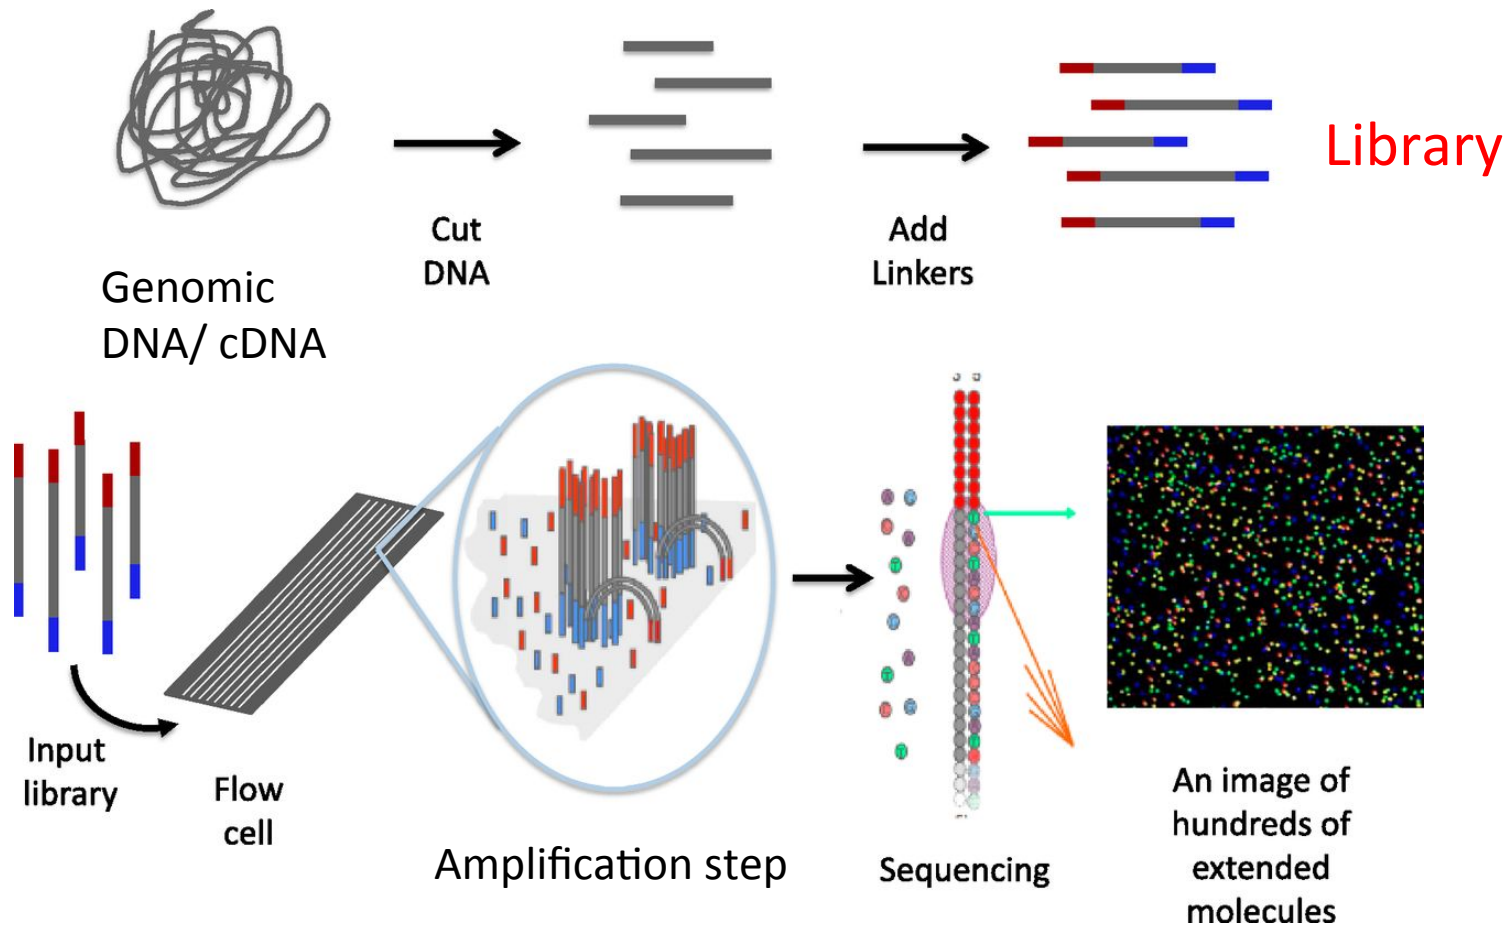 Library
Cut
DNA
Add
Linkers
Genomic
DNA/ cDNA
Input
library
Flow
cell
Amplification step
Sequencing
An image of
hundreds of
extended
molecules